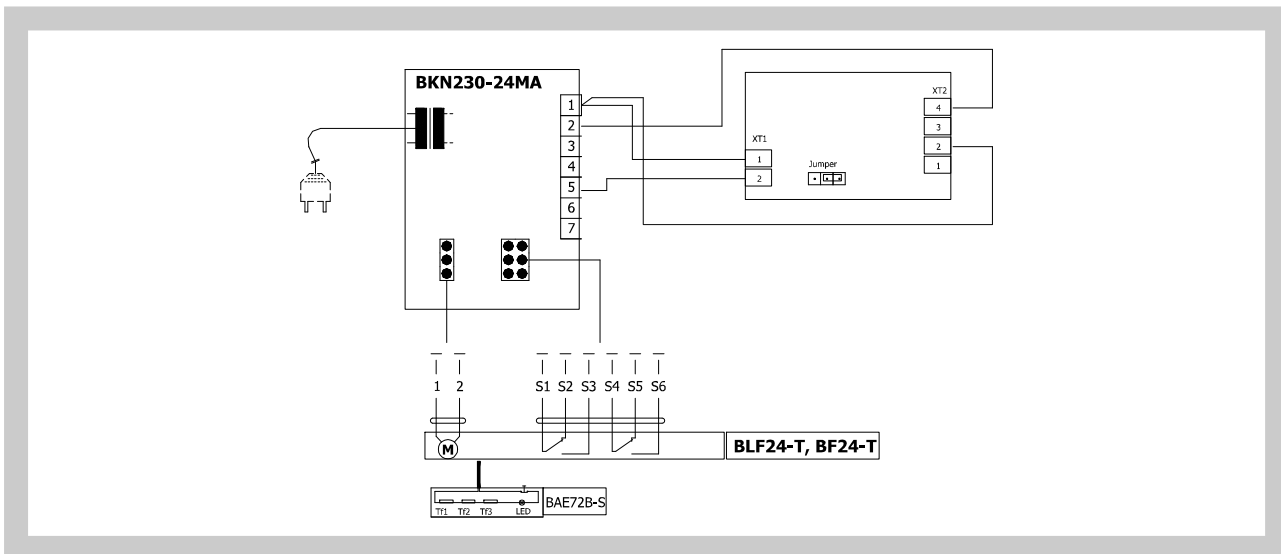 BKN230-24MA
1
2
3
4
5
6
7
XT1
1
2
Jumper
XT2
4
3
2
1
1 2 S1 S2 S3 S4 S5 S6
M
BLF24-T, BF24-T
Tf1 Tf2 Tf3 LED
BAE72B-S